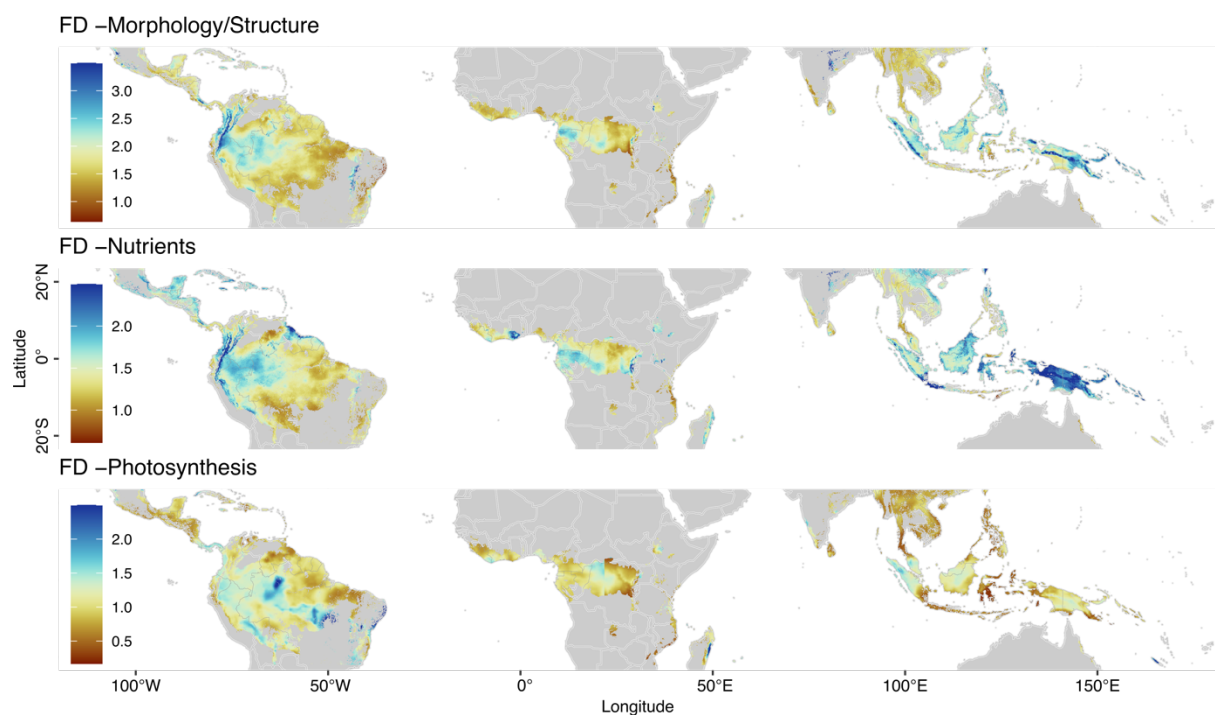 FD –Morphology/Structure
3.0
2.5
2.0
1.5
1.0
FD –Nutrients
2.0
1.5
1.0
20°N
0°
20°S
Latitude
FD –Photosynthesis
2.0
1.5
1.0
0.5
100°W 50°W 0° 50°E 100°E 150°E
Longitude